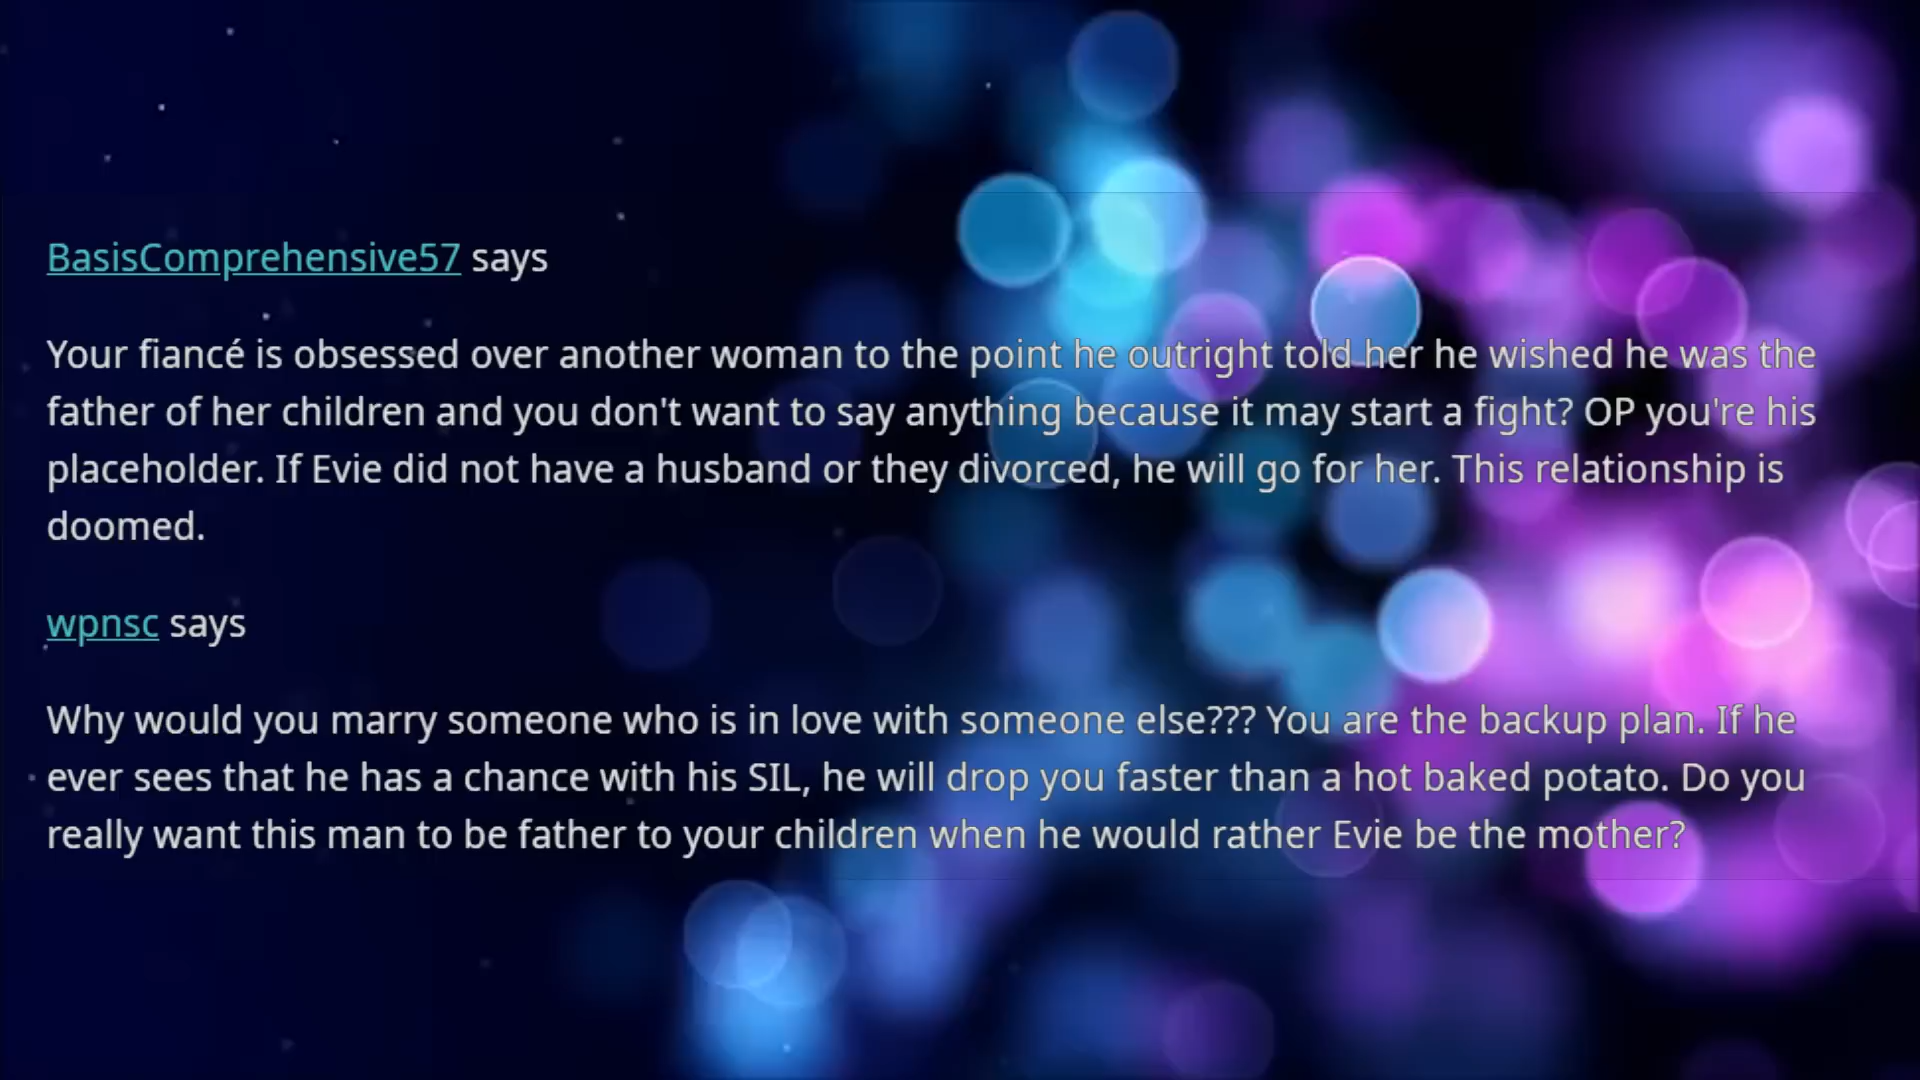 BasisComprehensive57 says
Your fiancé is obsessed over another woman to the point he outright told her he wished he was the
father of her children and you don't want to say anything because it may start a fight? OP you're his
placeholder. If Evie did not have a husband or they divorced, he will go for her. This relationship is
doomed.
wpnsc says
Why would you marry someone who is in love with someone else??? You are the backup plan. If he
ever sees that he has a chance with his SIL, he will drop you faster than a hot baked potato. Do you
really want this man to be father to your children when he would rather Evie be the mother?